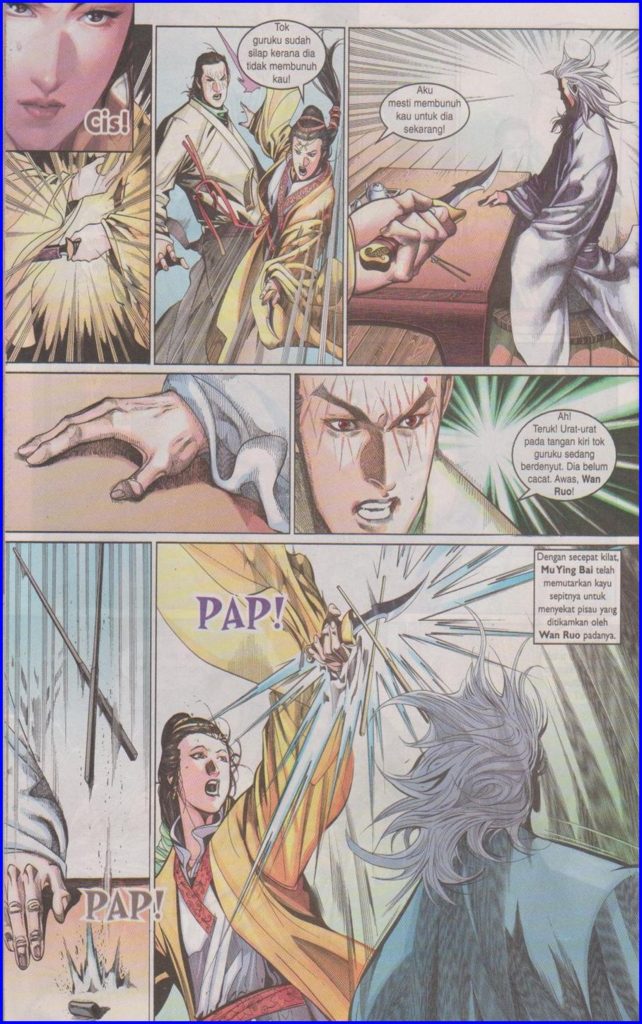 Cis!
Tok
guruku sudah
silap kerana dia
tidak membunuh
kau!
Aku
mesti membunuh
kau untuk dia
sekarang!
Ah!
Teruk! Urat-urat
pada tangan kiri tok
guruku sedang
berdenyut. Dia belum
cacat. Awas, Wan
Ruo!
PAP!
PAP!
Dengan secepat kilat,
Mu Ying Bai telah
memutarkan kayu
sepitnya untuk
menyekat pisau yang
ditikamkan oleh
Wan Ruo padanya.